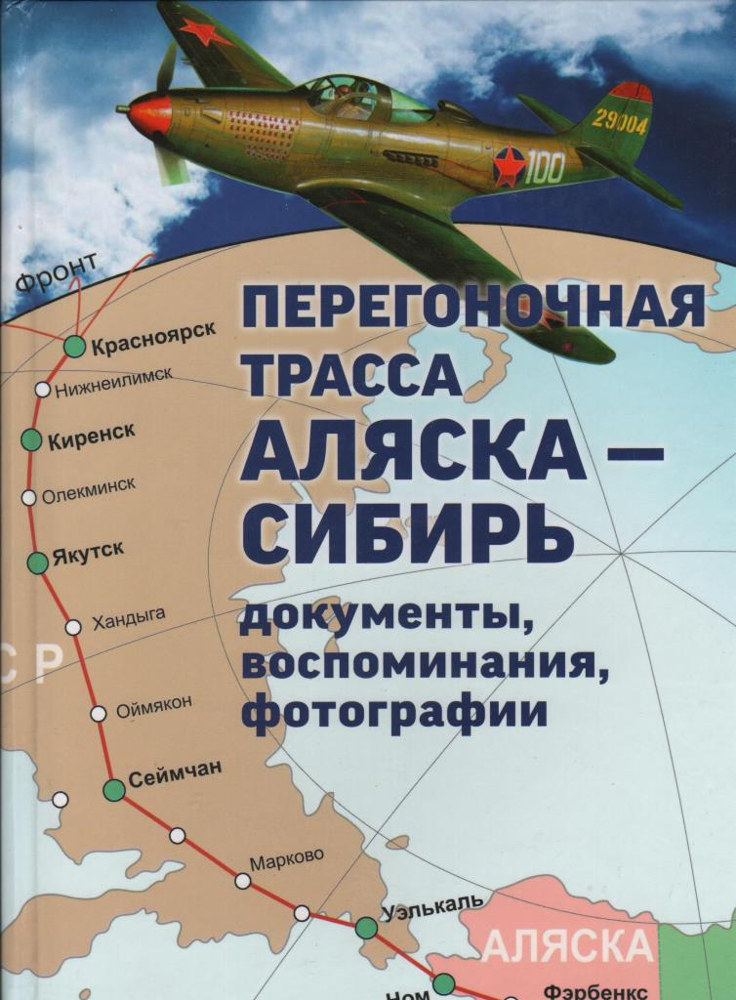 29004
100
Фронт
ПЕРЕГОНОЧНАЯ
ТРАССА
АЛЯСКА –
СИБИРЬ
документы,
воспоминания,
фотографии
Красноярск
Нижнеилимск
Киренск
Олекминск
Якутск
Хандыга
С Р
Оймякон
Сеймчан
Марково
Уэлькаль
АЛЯСКА
Ном
Фэрбенкс